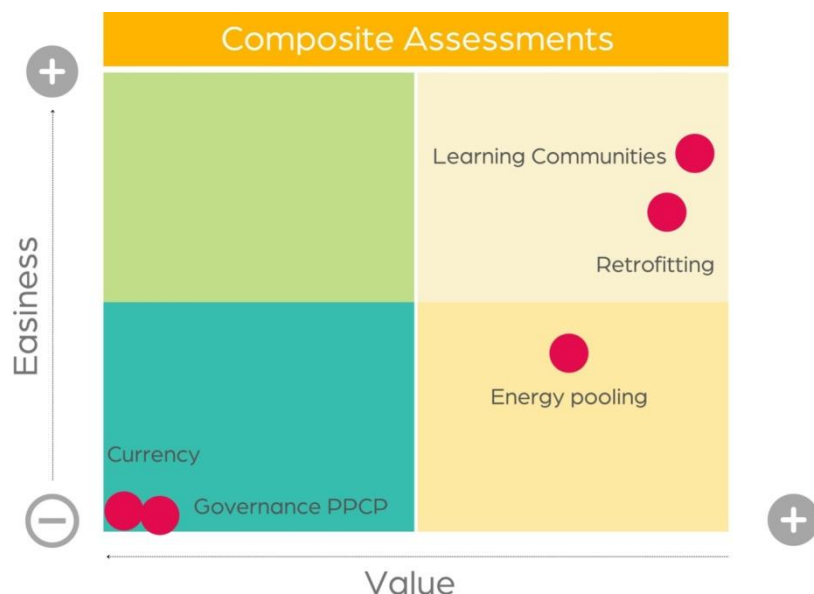 Composite Assessments
Learning Communities
Retrofitting
Easiness
Energy pooling
Currency
Governance PPCP
Value